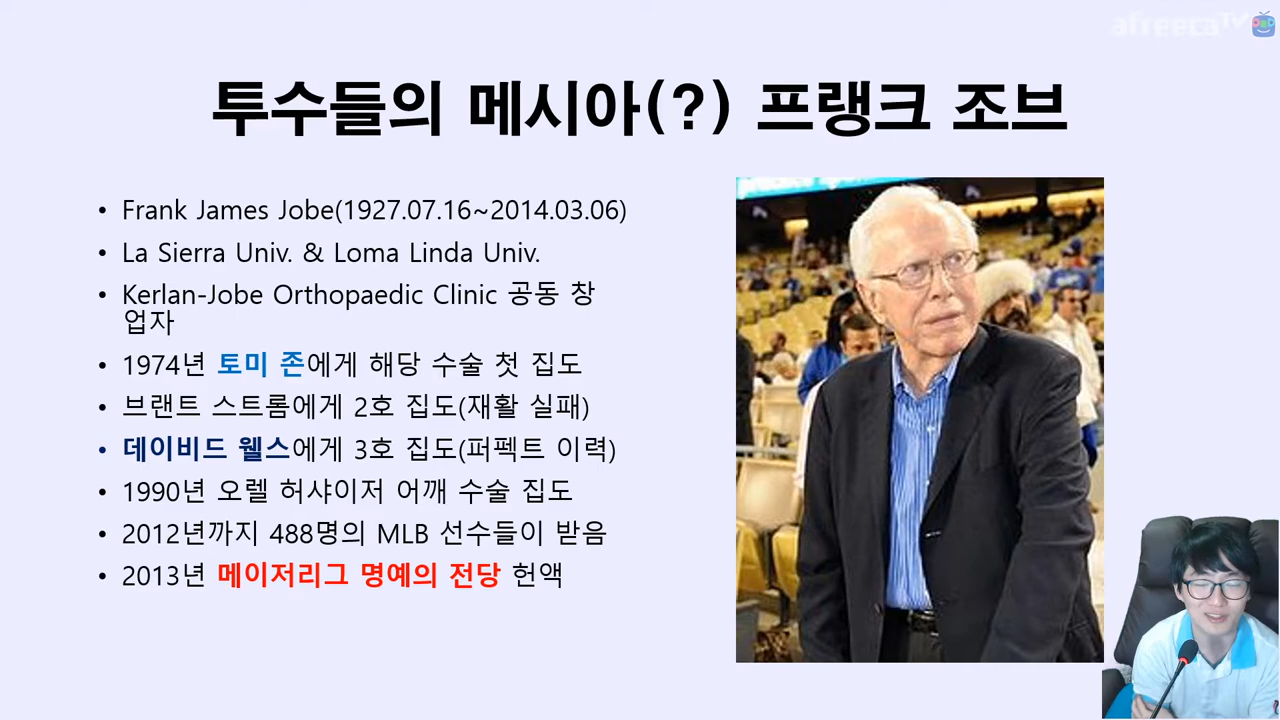 afreecaTV
투수들의 메시아(?) 프랭크 조브
• Frank James Jobe(1927.07.16~2014.03.06)
• La Sierra Univ. & Loma Linda Univ.
• Kerlan-Jobe Orthopaedic Clinic 공동 창
업자
• 1974년 토미 존에게 해당 수술 첫 집도
• 브랜트 스트롬에게 2호 집도(재활 실패)
• 데이비드 웰스에게 3호 집도(퍼펙트 이력)
• 1990년 오렐 허샤이저 어깨 수술 집도
• 2012년까지 488명의 MLB 선수들이 받음
• 2013년 메이저리그 명예의 전당 헌액